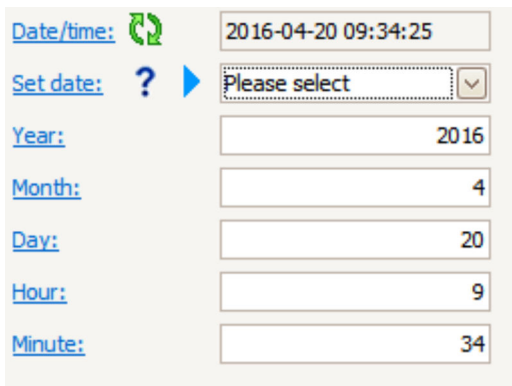 Date/time: 2016-04-20 09:34:25
Set date: ? Please select
Year: 2016
Month: 4
Day: 20
Hour: 9
Minute: 34